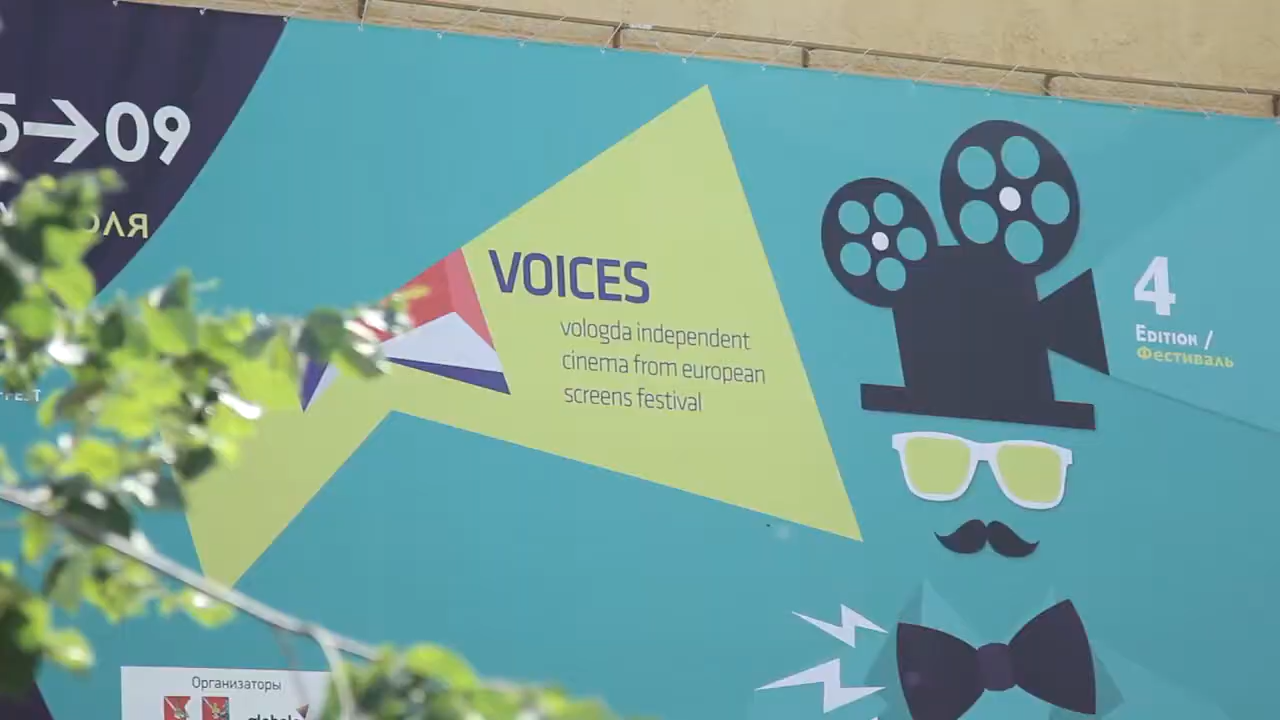 →09
VOICES
vologda independent
cinema from european
screens festival
4
Edition /
Фестиваль
Организаторы